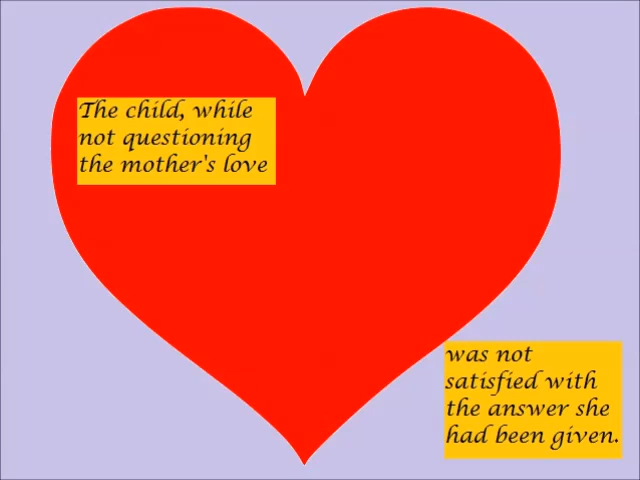 The child, while
not questioning
the mother's love
was not
satisfied with
the answer she
had been given.